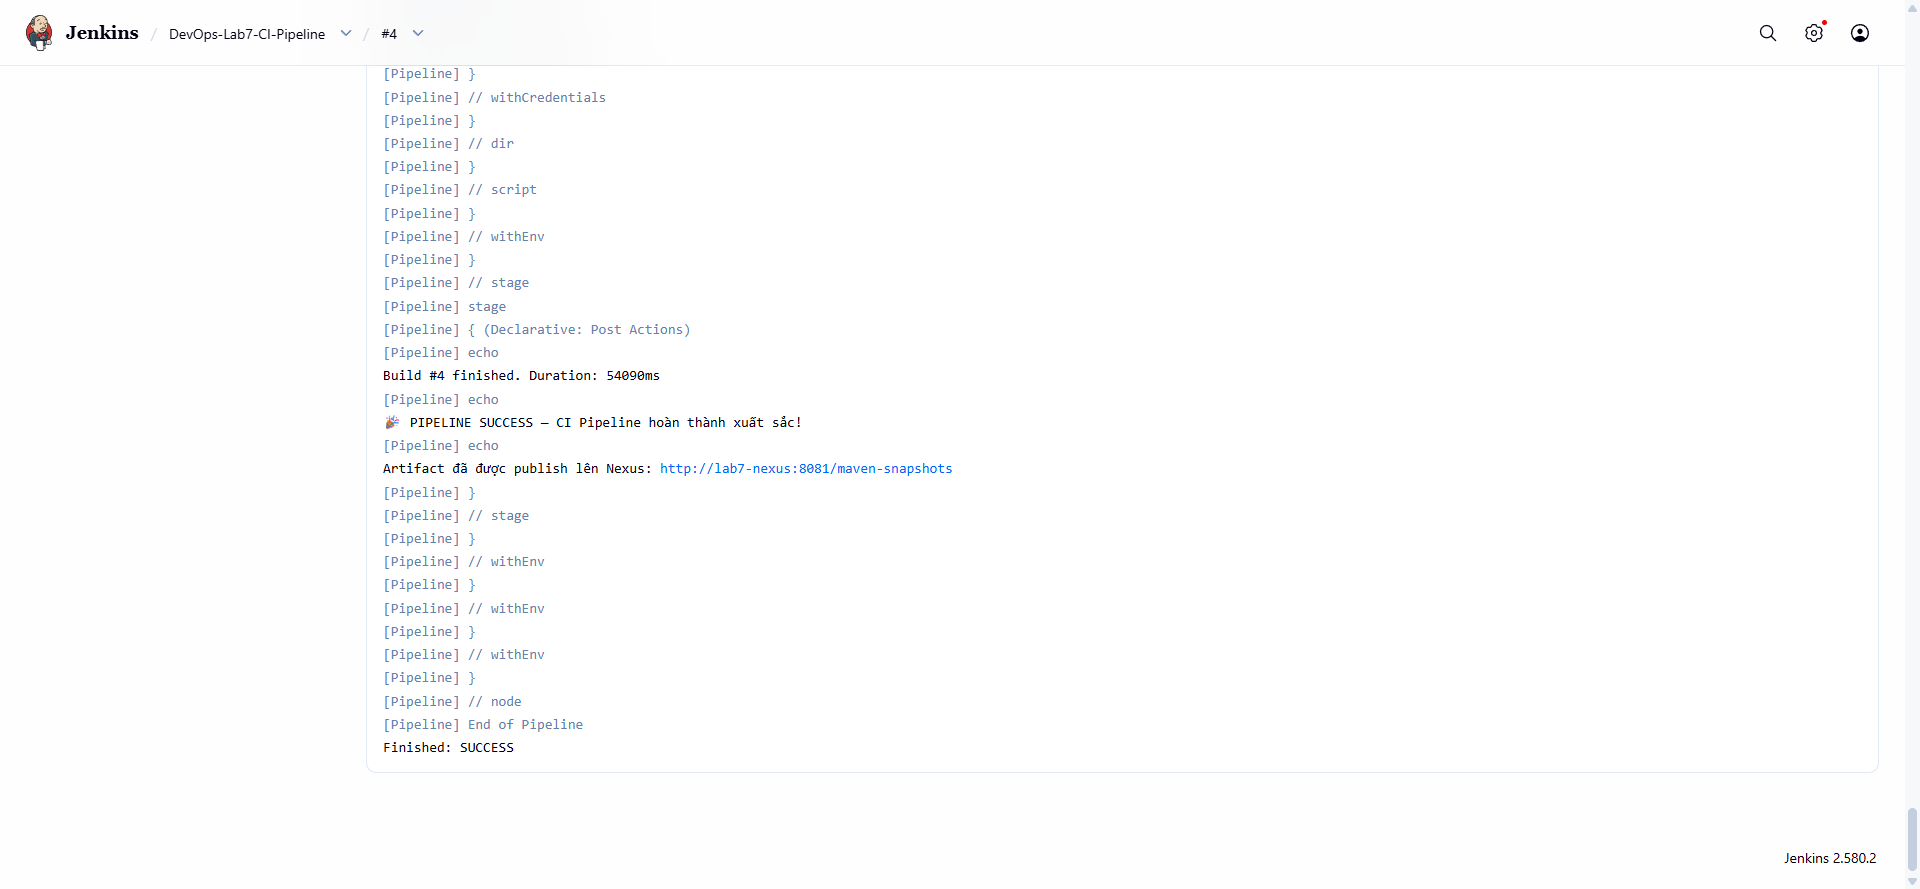 Jenkins / DevOps-Lab7-CI-Pipeline / #4
[Pipeline] }
[Pipeline] // withCredentials
[Pipeline] }
[Pipeline] // dir
[Pipeline] }
[Pipeline] // script
[Pipeline] }
[Pipeline] // withEnv
[Pipeline] }
[Pipeline] // stage
[Pipeline] stage
[Pipeline] { (Declarative: Post Actions)
[Pipeline] echo
Build #4 finished. Duration: 54090ms
[Pipeline] echo
🎉 PIPELINE SUCCESS — CI Pipeline hoàn thành xuất sắc!
[Pipeline] echo
Artifact đã được publish lên Nexus: http://lab7-nexus:8081/maven-snapshots
[Pipeline] }
[Pipeline] // stage
[Pipeline] }
[Pipeline] // withEnv
[Pipeline] }
[Pipeline] // withEnv
[Pipeline] }
[Pipeline] // withEnv
[Pipeline] }
[Pipeline] // node
[Pipeline] End of Pipeline
Finished: SUCCESS
Jenkins 2.580.2